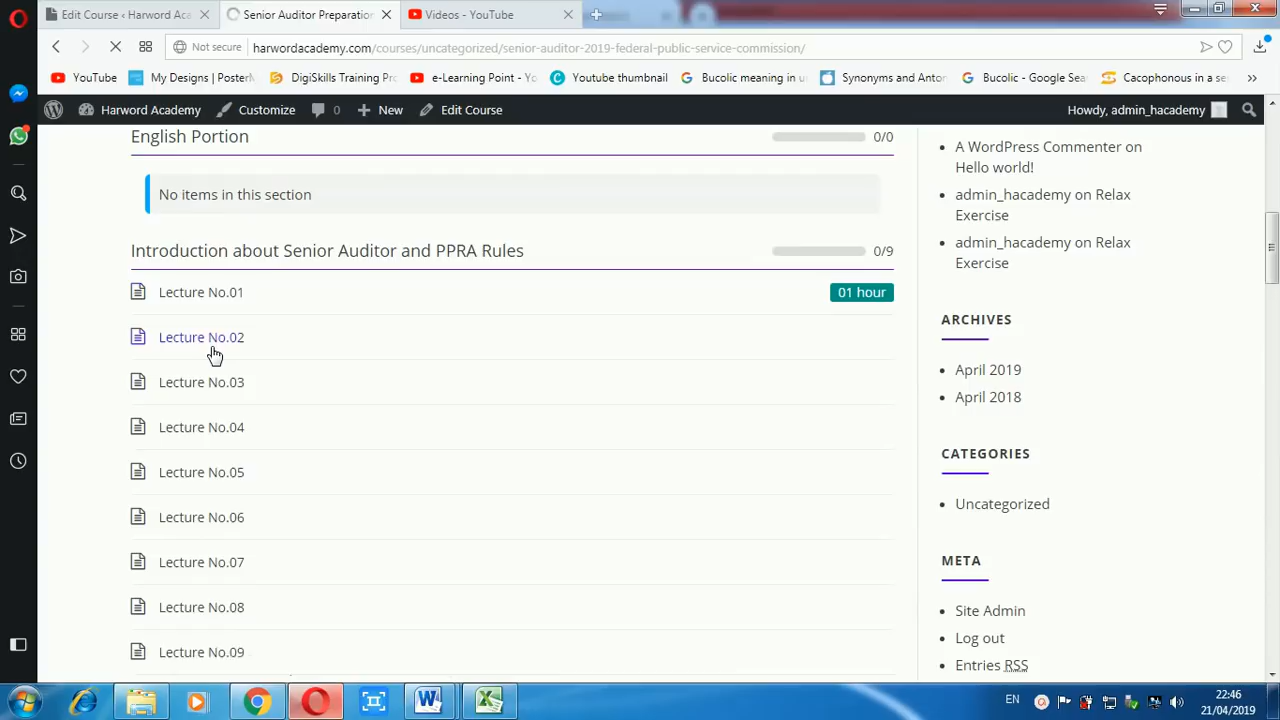 Edit Course ‹ Harword Aca
Senior Auditor Preparation
Videos - YouTube
Not secure
harwordacademy.com/courses/uncategorized/senior-auditor-2019-federal-public-service-commission/
YouTube
My Designs | PosterM
DigiSkills Training Pr
e-Learning Point - Yo
Youtube thumbnail
Bucolic meaning in u
Synonyms and Anton
Bucolic - Google Sea
Cacophonous in a se
Harword Academy
Customize
0
New
Edit Course
Howdy, admin_hacademy
English Portion
0/0
No items in this section
Introduction about Senior Auditor and PPRA Rules
0/9
Lecture No.01
01 hour
Lecture No.02
Lecture No.03
Lecture No.04
Lecture No.05
Lecture No.06
Lecture No.07
Lecture No.08
Lecture No.09
A WordPress Commenter on
Hello world!
admin_hacademy on Relax
Exercise
admin_hacademy on Relax
Exercise
ARCHIVES
April 2019
April 2018
CATEGORIES
Uncategorized
META
Site Admin
Log out
Entries RSS
EN
22:46
21/04/2019